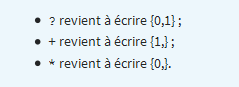 • ? revient à écrire {0,1} ;
• + revient à écrire {1,} ;
• * revient à écrire {0,}.